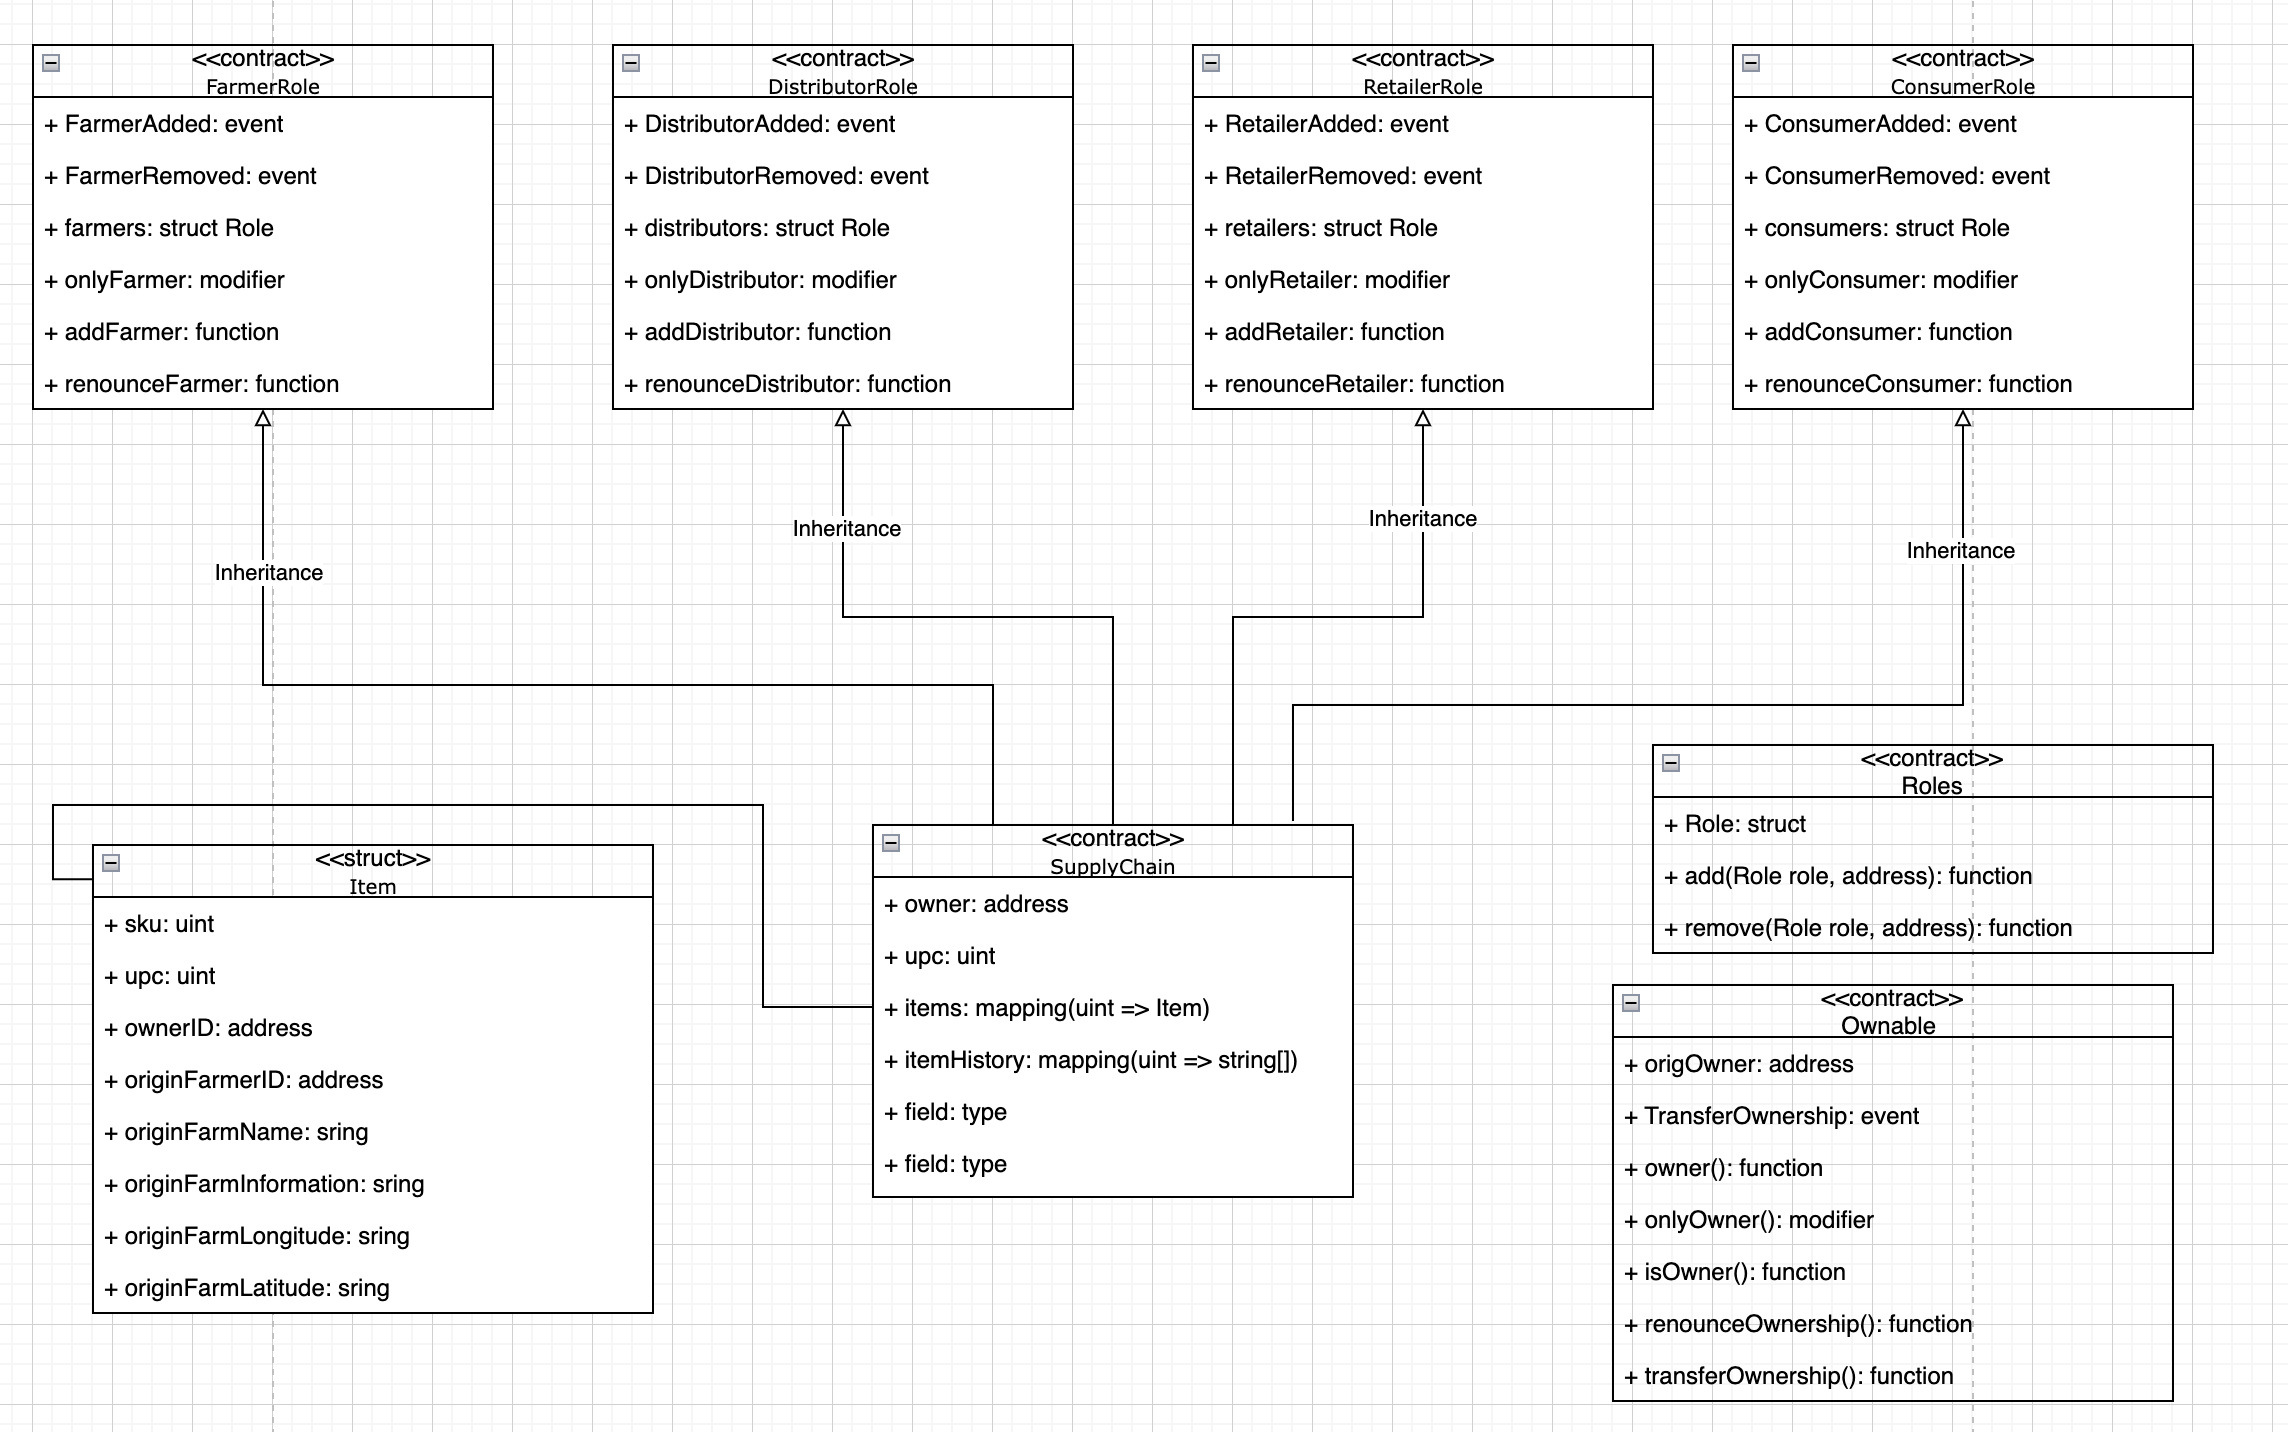 <<contract>>
FarmerRole
+ FarmerAdded: event
+ FarmerRemoved: event
+ farmers: struct Role
+ onlyFarmer: modifier
+ addFarmer: function
+ renounceFarmer: function
<<contract>>
DistributorRole
+ DistributorAdded: event
+ DistributorRemoved: event
+ distributors: struct Role
+ onlyDistributor: modifier
+ addDistributor: function
+ renounceDistributor: function
<<contract>>
RetailerRole
+ RetailerAdded: event
+ RetailerRemoved: event
+ retailers: struct Role
+ onlyRetailer: modifier
+ addRetailer: function
+ renounceRetailer: function
<<contract>>
ConsumerRole
+ ConsumerAdded: event
+ ConsumerRemoved: event
+ consumers: struct Role
+ onlyConsumer: modifier
+ addConsumer: function
+ renounceConsumer: function
Inheritance
Inheritance
Inheritance
Inheritance
<<struct>>
Item
+ sku: uint
+ upc: uint
+ ownerID: address
+ originFarmerID: address
+ originFarmName: sring
+ originFarmInformation: sring
+ originFarmLongitude: sring
+ originFarmLatitude: sring
<<contract>>
SupplyChain
+ owner: address
+ upc: uint
+ items: mapping(uint => Item)
+ itemHistory: mapping(uint => string[])
+ field: type
+ field: type
<<contract>>
Roles
+ Role: struct
+ add(Role role, address): function
+ remove(Role role, address): function
<<contract>>
Ownable
+ origOwner: address
+ TransferOwnership: event
+ owner(): function
+ onlyOwner(): modifier
+ isOwner(): function
+ renounceOwnership(): function
+ transferOwnership(): function